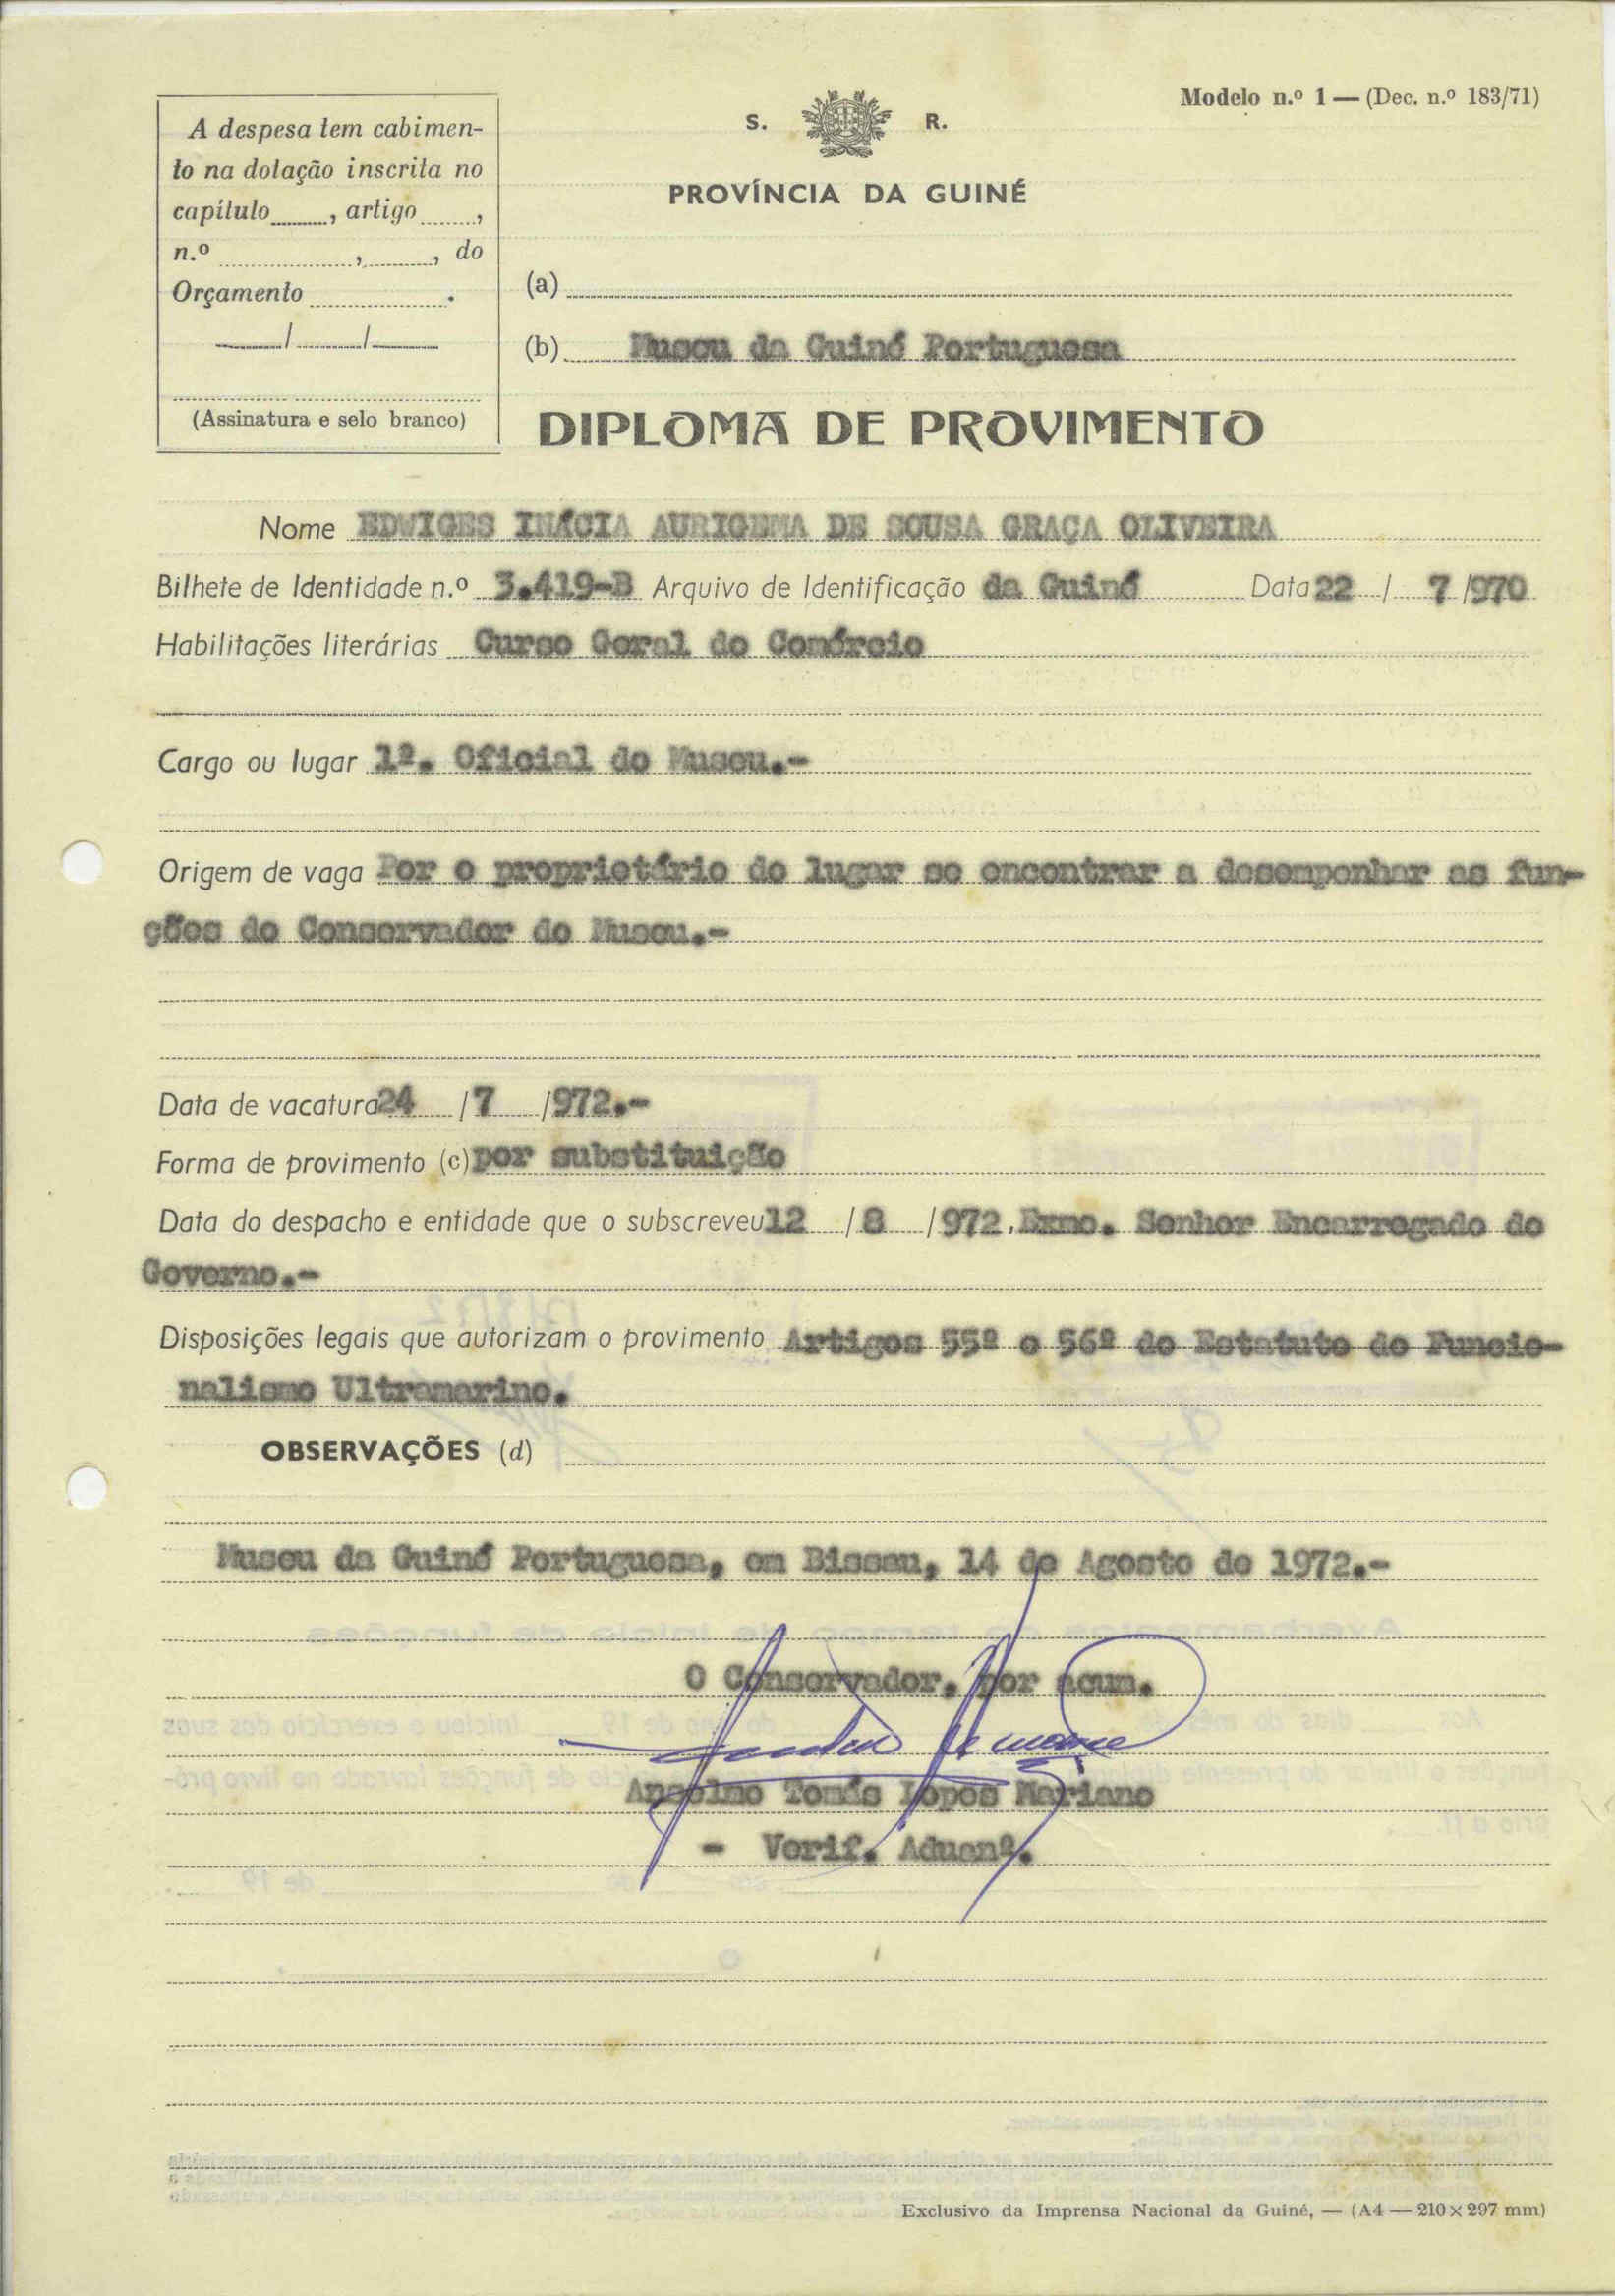 Modelo n.º 1 — (Dec. n.º 183/71)
A despesa tem cabimen-
to na dotação inscrita no
capítulo ______, artigo ______,
n.º ______, ______, do
Orçamento ______.
____/____/____
(Assinatura e selo branco)
S. R.
PROVÍNCIA DA GUINÉ
(a)
(b) Museu da Guiné Portuguesa
DIPLOMA DE PROVIMENTO
Nome EDWIGES INÁCIA AURIGEMA DE SOUSA GRAÇA OLIVEIRA
Bilhete de Identidade n.º 3.419-B Arquivo de Identificação da Guiné Data 22 / 7 /970
Habilitações literárias Curso Geral do Comércio
Cargo ou lugar 1º. Oficial do Museu.-
Origem de vaga Por o proprietário do lugar se encontrar a desempenhar as fun-
ções de Conservador do Museu.-
Data de vacatura 24 /7 /972.-
Forma de provimento (c) por substituição
Data do despacho e entidade que o subscreveu 12 /8 /972, Exmo. Senhor Encarregado do
Governo.-
Disposições legais que autorizam o provimento Artigos 55º e 56º do Estatuto do Funcio-
nalismo Ultramarino.
OBSERVAÇÕES (d)
Museu da Guiné Portuguesa, em Bissau, 14 de Agosto de 1972.-
O Conservador, por acum.
Anselmo Tomás Lopes Mariano
- Verif. Aduanº.
Exclusivo da Imprensa Nacional da Guiné, — (A4 — 210×297 mm)